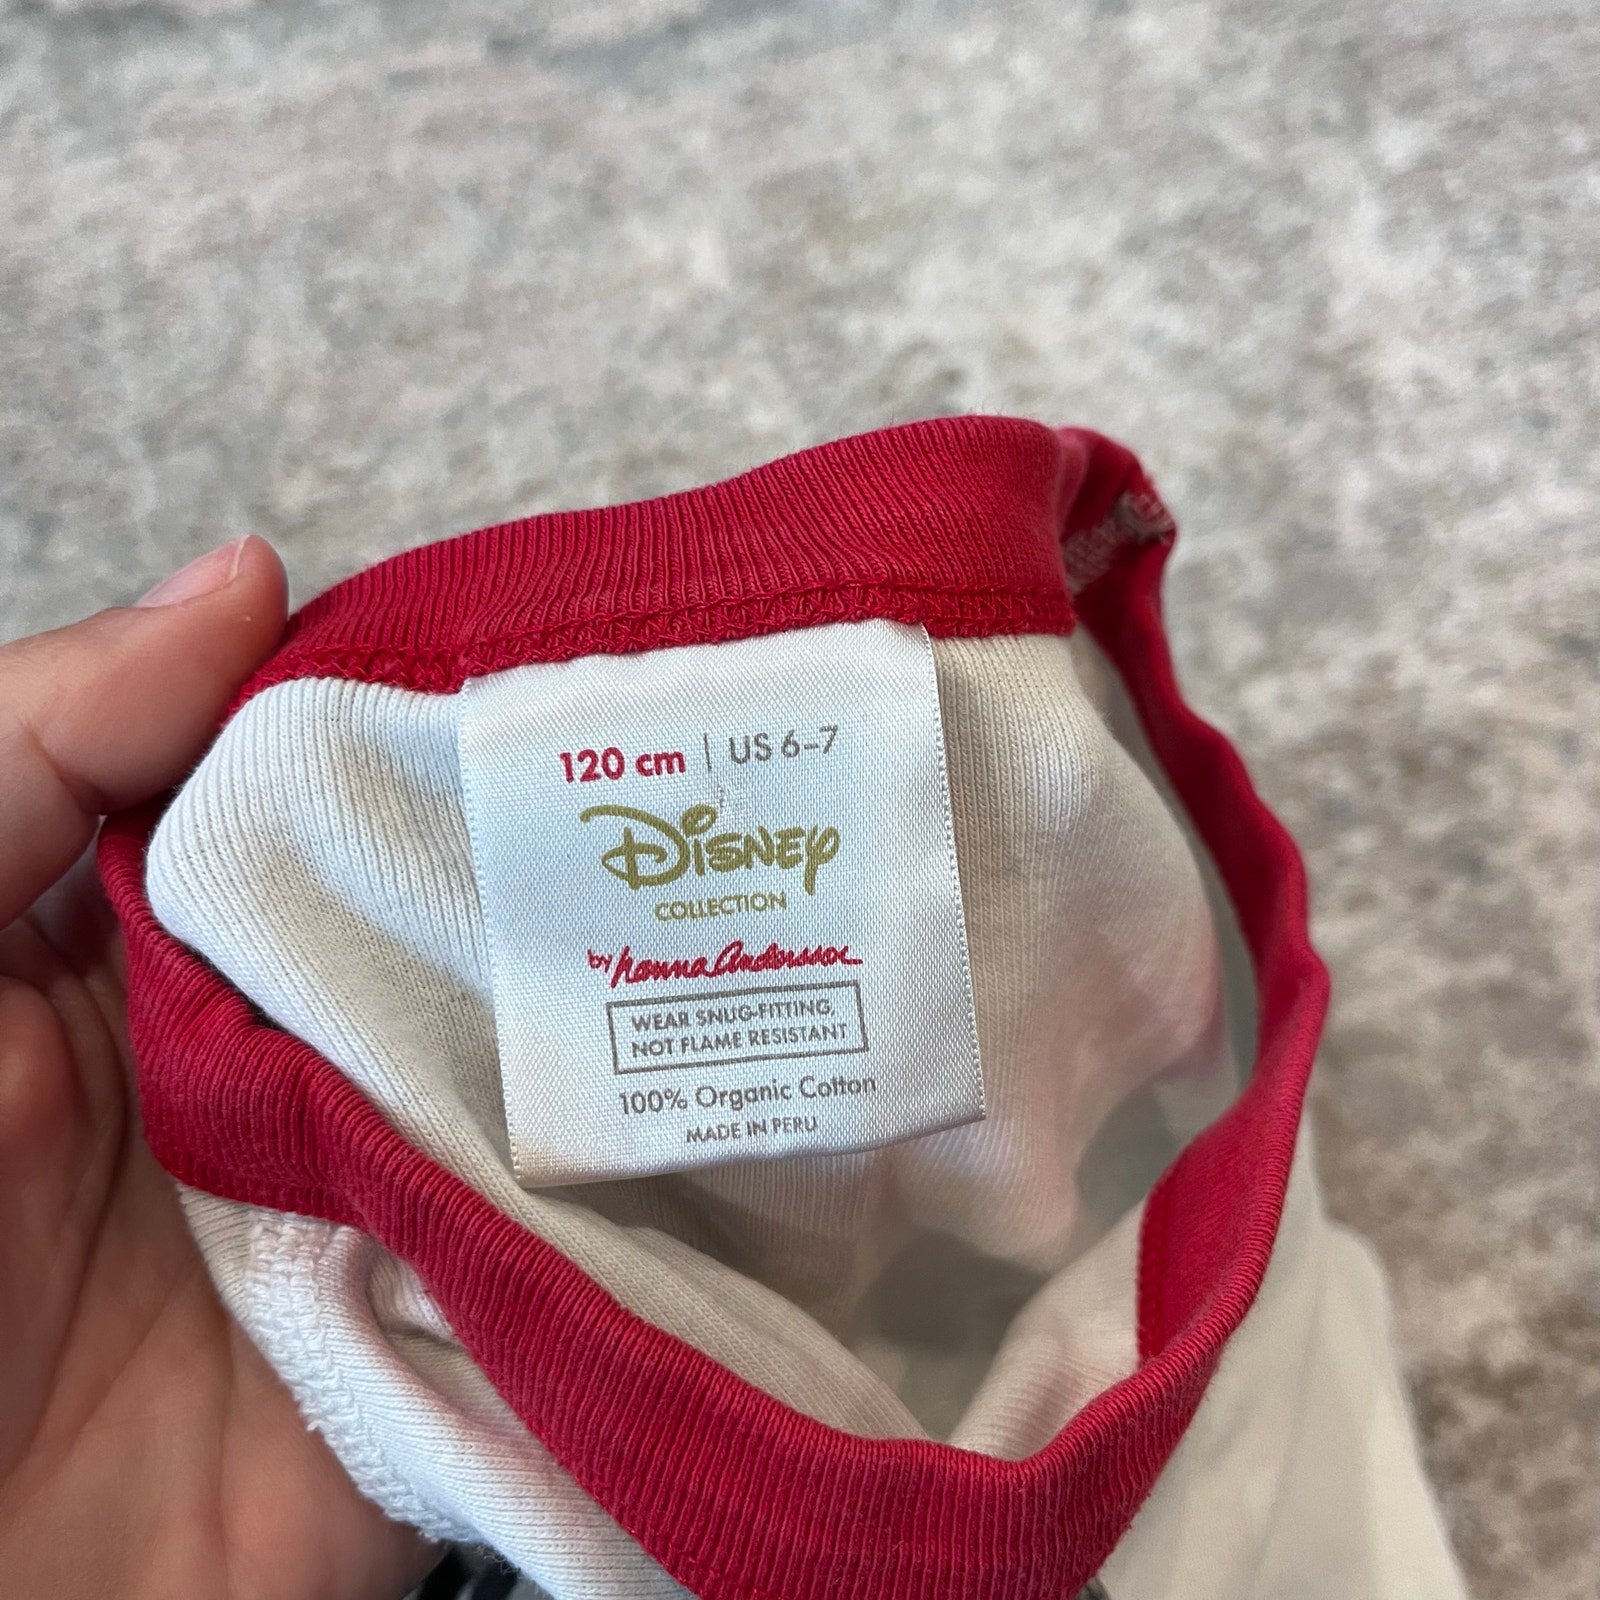 120 cm | US 6-7
Disney
COLLECTION
by hanna Andersson
WEAR SNUG-FITTING,
NOT FLAME RESISTANT
100% Organic Cotton
MADE IN PERU